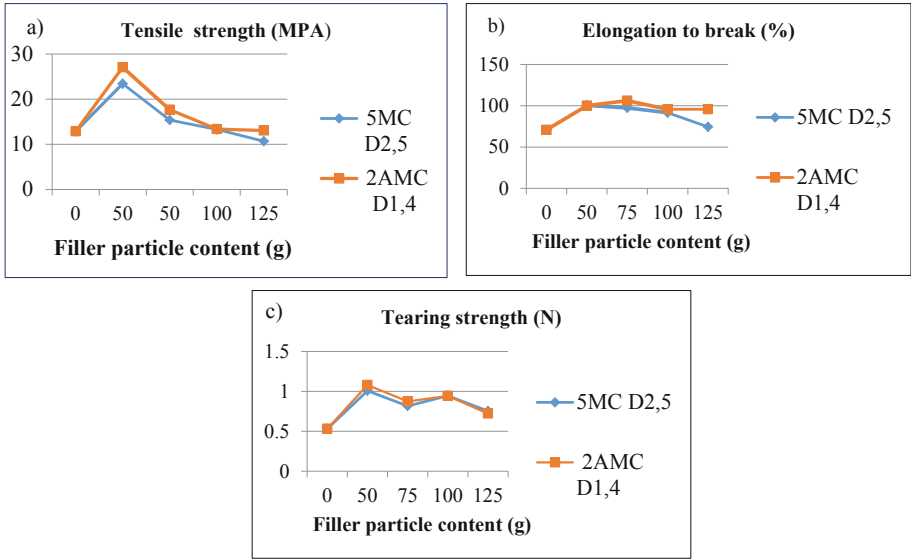 a)
Tensile strength (MPA)
30
20
10
0
0 50 50 100 125
Filler particle content (g)
5MC
D2,5
2AMC
D1,4
b)
Elongation to break (%)
150
100
50
0
0 50 75 100 125
Filler particle content (g)
5MC D2,5
2AMC
D1,4
c)
Tearing strength (N)
1.5
1
0.5
0
0 50 75 100 125
Filler particle content (g)
5MC D2,5
2AMC
D1,4